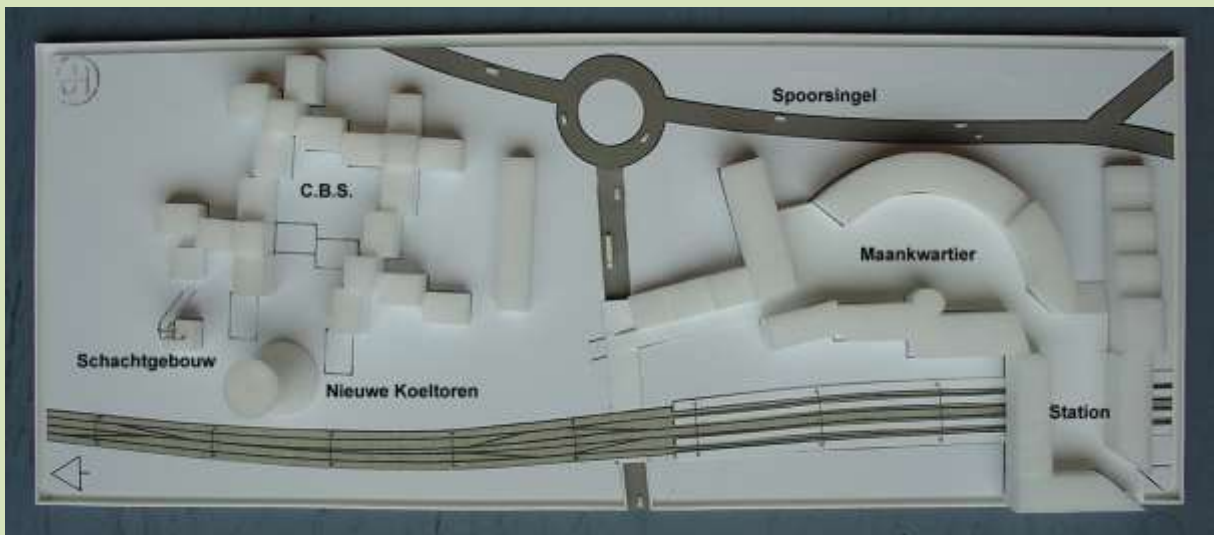 Spoorsingel
C.B.S.
Maankwartier
Schachtgebouw
Nieuwe Koeltoren
Station